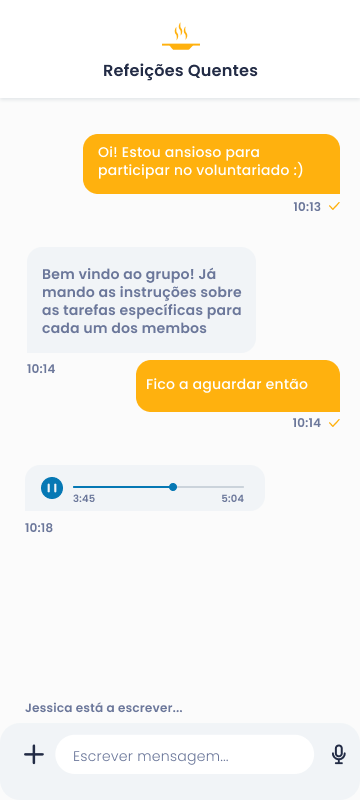 Refeições Quentes
Oi! Estou ansioso para
participar no voluntariado :)
10:13
Bem vindo ao grupo! Já
mando as instruções sobre
as tarefas específicas para
cada um dos membos
10:14
Fico a aguardar então
10:14
3:45 5:04
10:18
Jessica está a escrever...
Escrever mensagem...